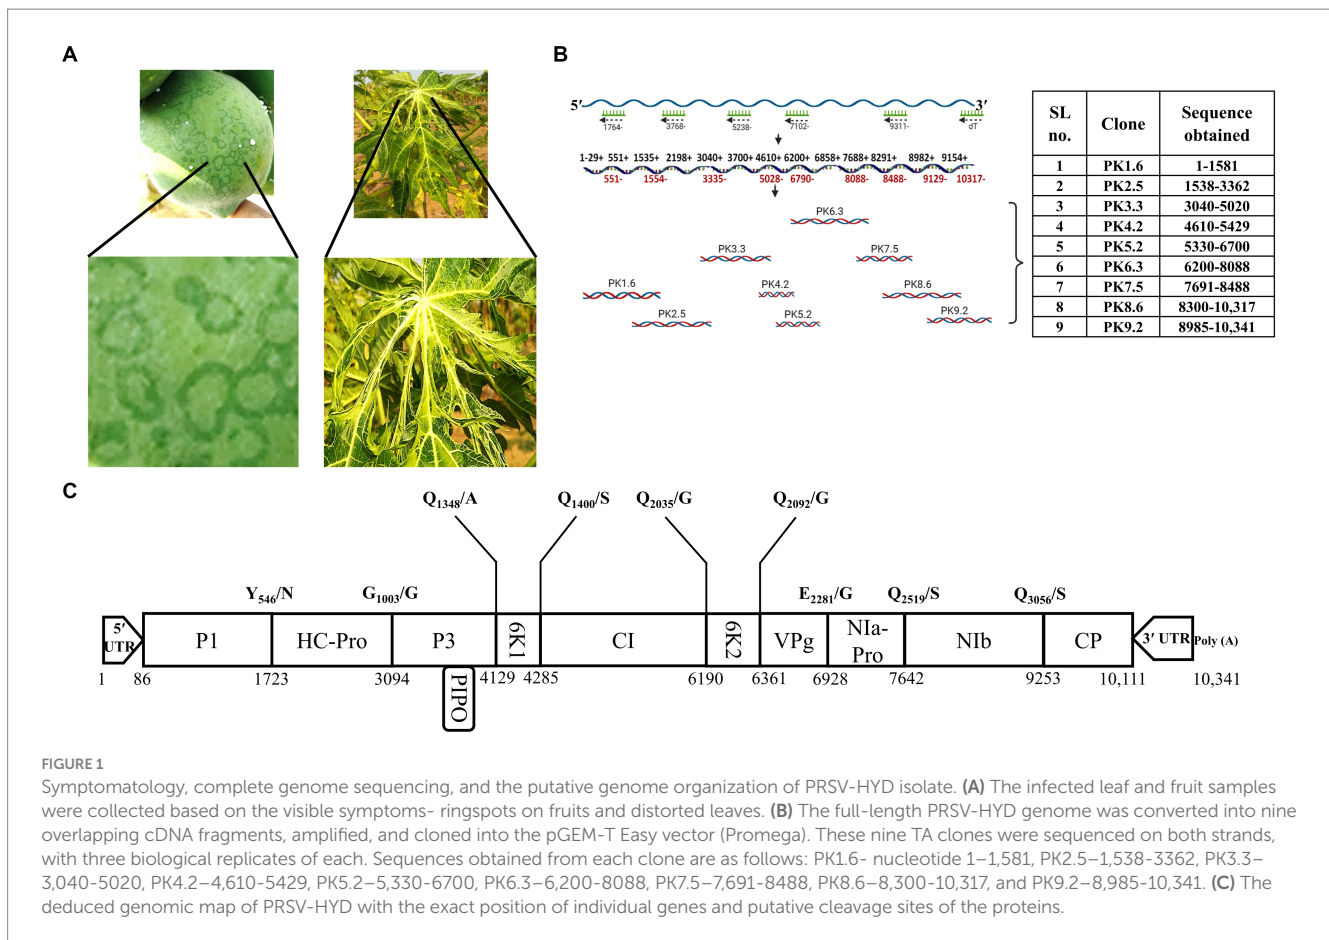 A
B
5′ 3′
1764- 3768- 5238- 7102- 9311- dT
1-29+ 551+ 1535+ 2198+ 3040+ 3700+ 4610+ 6200+ 6858+ 7688+ 8291+ 8982+ 9154+
551- 1554- 3335- 5028- 6790- 8088- 8488- 9129- 10317-
PK6.3
PK3.3 PK7.5
PK1.6 PK4.2 PK8.6
PK2.5 PK5.2 PK9.2
SL no. Clone Sequence obtained
1 PK1.6 1-1581
2 PK2.5 1538-3362
3 PK3.3 3040-5020
4 PK4.2 4610-5429
5 PK5.2 5330-6700
6 PK6.3 6200-8088
7 PK7.5 7691-8488
8 PK8.6 8300-10,317
9 PK9.2 8985-10,341
C
Q1348/A Q1400/S Q2035/G Q2092/G
Y546/N G1003/G E2281/G Q2519/S Q3056/S
5′ UTR P1 HC-Pro P3 6K1 CI 6K2 VPg NIa-Pro NIb CP 3′ UTR Poly (A)
1 86 1723 3094 4129 4285 6190 6361 6928 7642 9253 10,111 10,341
PIPO
FIGURE 1
Symptomatology, complete genome sequencing, and the putative genome organization of PRSV-HYD isolate. (A) The infected leaf and fruit samples
were collected based on the visible symptoms- ringspots on fruits and distorted leaves. (B) The full-length PRSV-HYD genome was converted into nine
overlapping cDNA fragments, amplified, and cloned into the pGEM-T Easy vector (Promega). These nine TA clones were sequenced on both strands,
with three biological replicates of each. Sequences obtained from each clone are as follows: PK1.6- nucleotide 1–1,581, PK2.5–1,538-3362, PK3.3–
3,040-5020, PK4.2–4,610-5429, PK5.2–5,330-6700, PK6.3–6,200-8088, PK7.5–7,691-8488, PK8.6–8,300-10,317, and PK9.2–8,985-10,341. (C) The
deduced genomic map of PRSV-HYD with the exact position of individual genes and putative cleavage sites of the proteins.